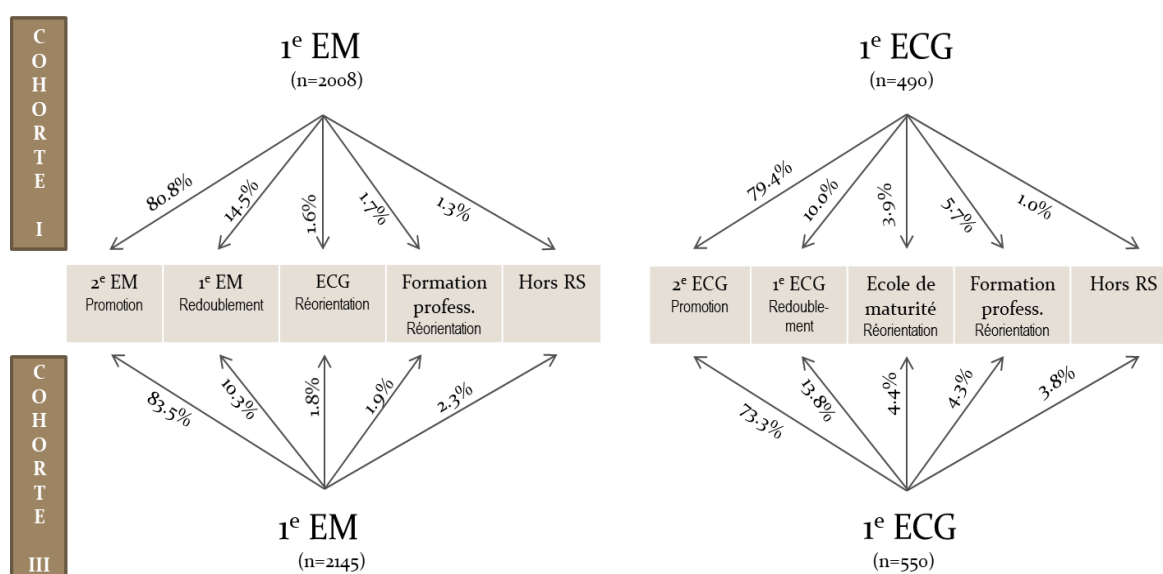 COHORTE I
1e EM
(n=2008)
1e ECG
(n=490)
80.8%
14.5%
1.6%
1.7%
1.3%
79.4%
10.0%
3.9%
5.7%
1.0%
2e EM
Promotion
1e EM
Redoublement
ECG
Réorientation
Formation
profess.
Réorientation
Hors RS
2e ECG
Promotion
1e ECG
Redouble-
ment
Ecole de
maturité
Réorientation
Formation
profess.
Réorientation
Hors RS
COHORTE III
83.5%
10.3%
1.8%
1.9%
2.3%
73.3%
13.8%
4.4%
4.3%
3.8%
1e EM
(n=2145)
1e ECG
(n=550)